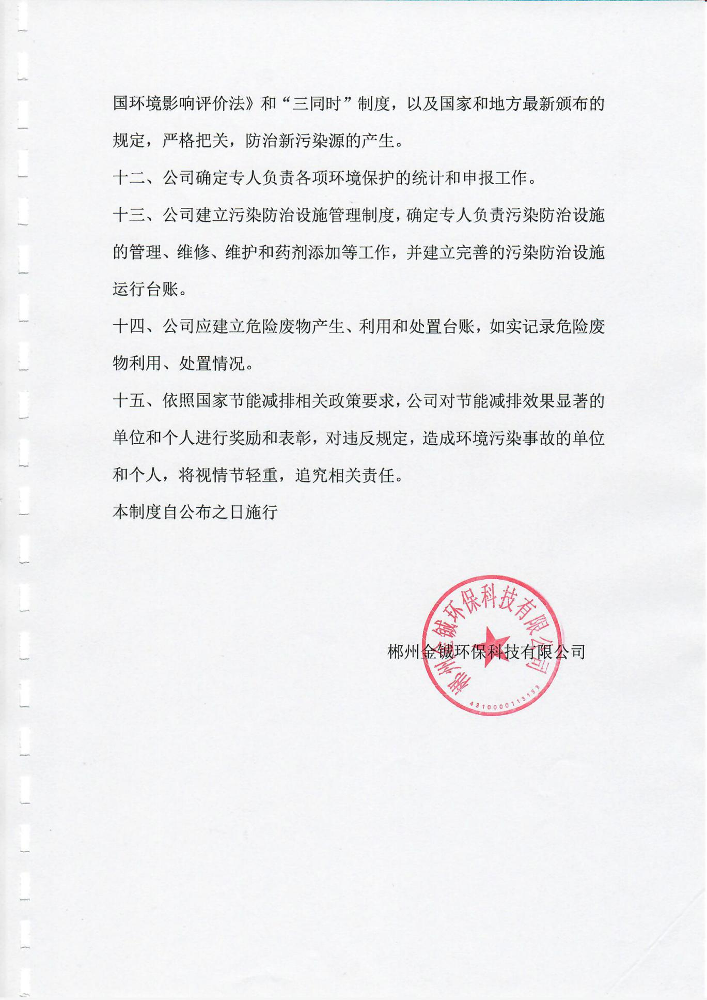 国环境影响评价法》和“三同时”制度，以及国家和地方最新颁布的
规定，严格把关，防治新污染源的产生。
十二、公司确定专人负责各项环境保护的统计和申报工作。
十三、公司建立污染防治设施管理制度，确定专人负责污染防治设施
的管理、维修、维护和药剂添加等工作，并建立完善的污染防治设施
运行台账。
十四、公司应建立危险废物产生、利用和处置台账，如实记录危险废
物利用、处置情况。
十五、依照国家节能减排相关政策要求，公司对节能减排效果显著的
单位和个人进行奖励和表彰，对违反规定，造成环境污染事故的单位
和个人，将视情节轻重，追究相关责任。
本制度自公布之日施行
郴州金铖环保科技有限公司
郴州金铖环保科技有限公司
4310000113193